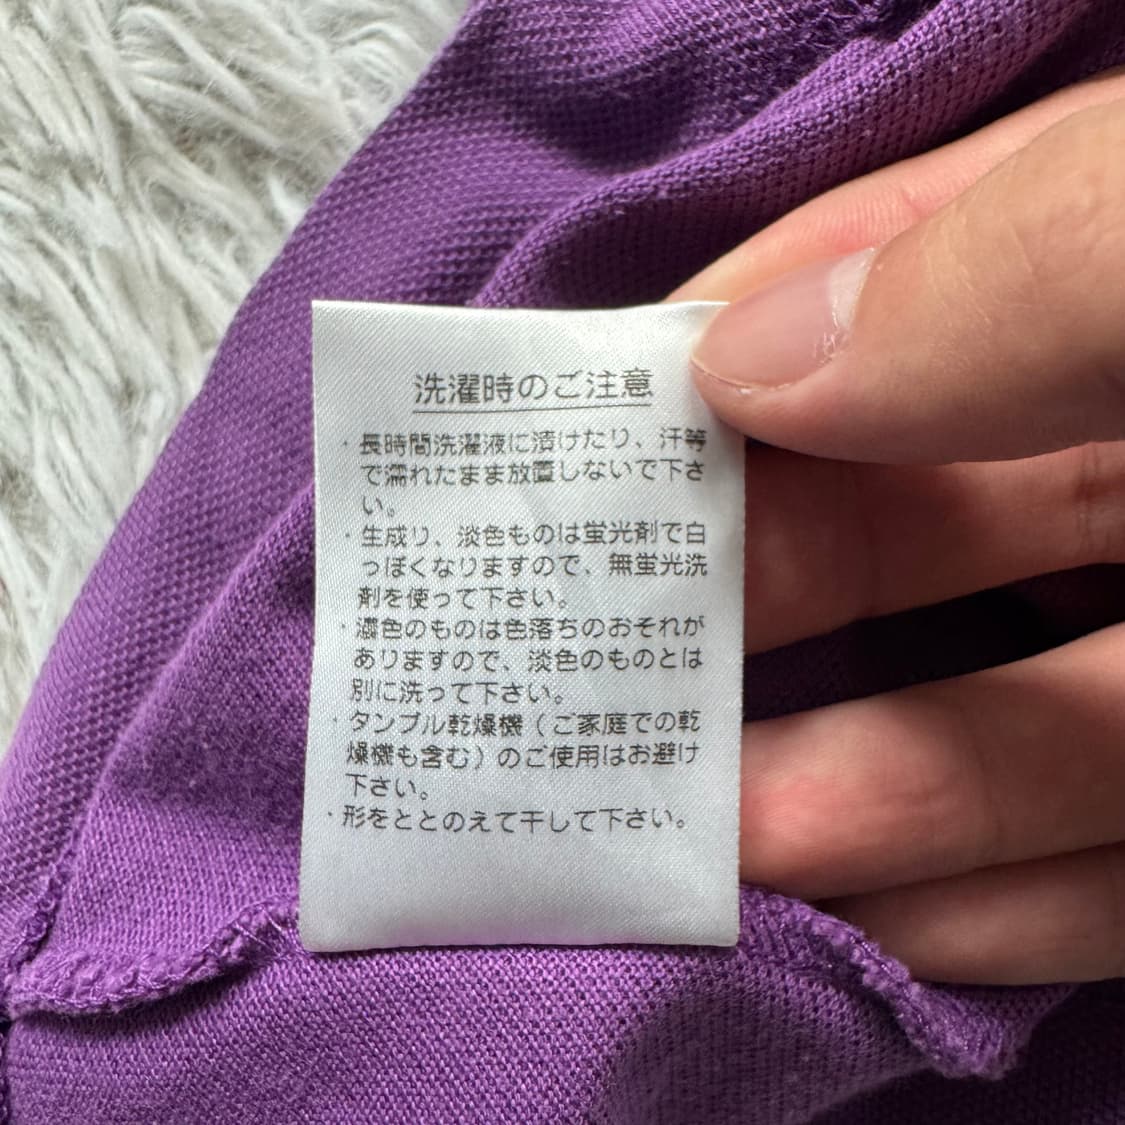 洗濯時のご注意
・長時間洗濯液に漬けたり、汗等
で濡れたまま放置しないで下さ
い。
・生成り、淡色ものは蛍光剤で白
っぽくなりますので、無蛍光洗
剤を使って下さい。
・濃色のものは色落ちのおそれが
ありますので、淡色のものとは
別に洗って下さい。
・タンブル乾燥機（ご家庭での乾
燥機も含む）のご使用はお避け
下さい。
・形をととのえて干して下さい。